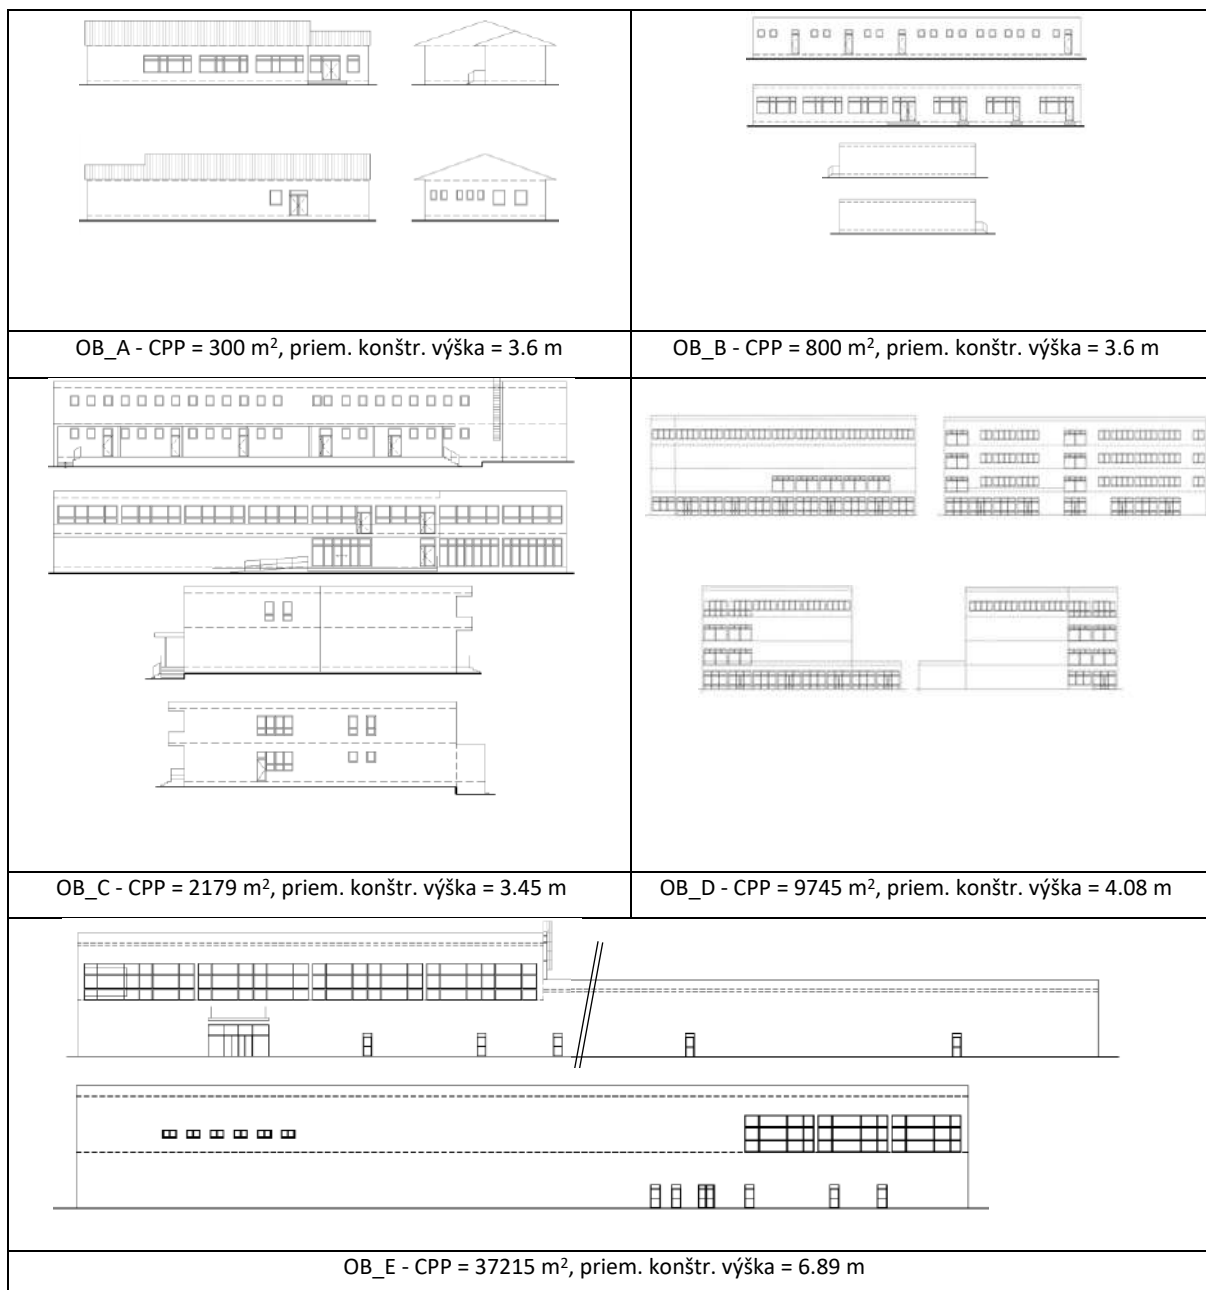 OB_A - CPP = 300 m², priem. konštr. výška = 3.6 m
OB_B - CPP = 800 m², priem. konštr. výška = 3.6 m
OB_C - CPP = 2179 m², priem. konštr. výška = 3.45 m
OB_D - CPP = 9745 m², priem. konštr. výška = 4.08 m
OB_E - CPP = 37215 m², priem. konštr. výška = 6.89 m